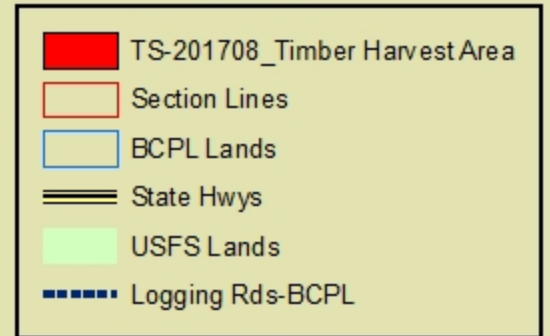 TS-201708_Timber Harvest Area
Section Lines
BCPL Lands
State Hwys
USFS Lands
Logging Rds-BCPL